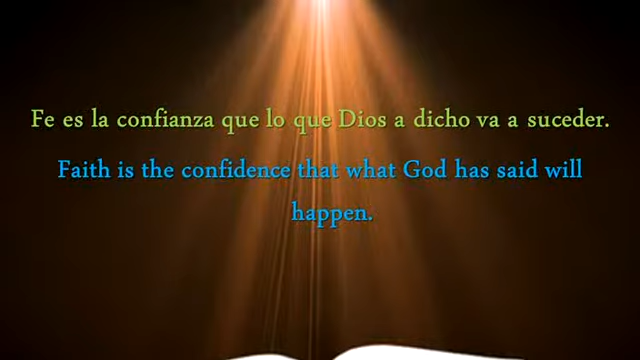 Fe es la confianza que lo que Dios a dicho va a suceder.
Faith is the confidence that what God has said will
happen.